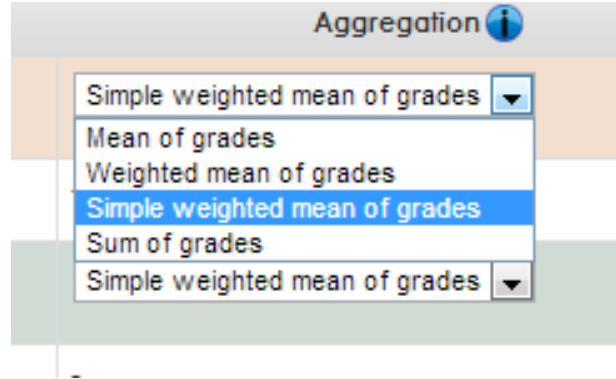 Aggregation
Simple weighted mean of grades
Mean of grades
Weighted mean of grades
Simple weighted mean of grades
Sum of grades
Simple weighted mean of grades